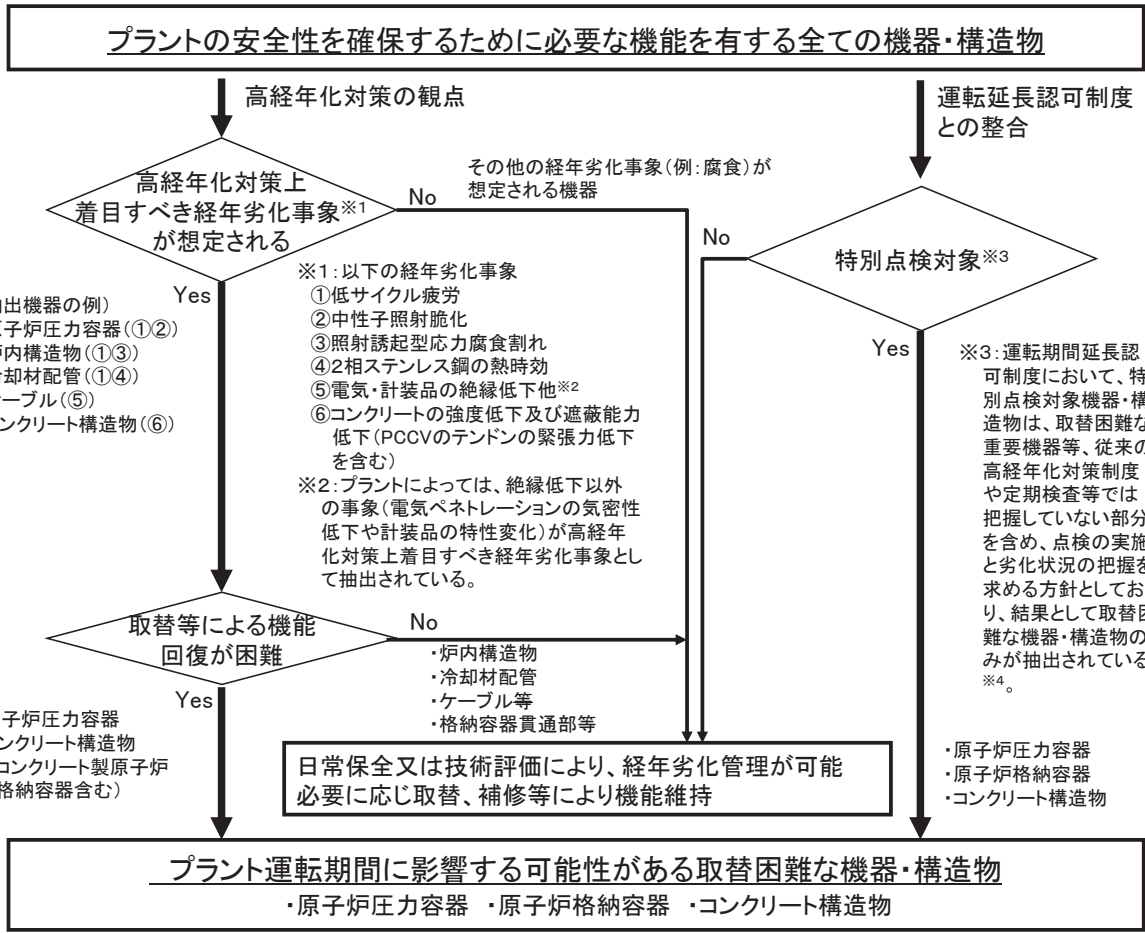 プラントの安全性を確保するために必要な機能を有する全ての機器・構造物
高経年化対策の観点
運転延長認可制度
との整合
高経年化対策上
着目すべき経年劣化事象※1
が想定される
No
その他の経年劣化事象(例:腐食)が
想定される機器
Yes
出機器の例)
子炉圧力容器(①②)
内構造物(①③)
却材配管(①④)
ーブル(⑤)
ンクリート構造物(⑥)
※1:以下の経年劣化事象
①低サイクル疲労
②中性子照射脆化
③照射誘起型応力腐食割れ
④2相ステンレス鋼の熱時効
⑤電気・計装品の絶縁低下他※2
⑥コンクリートの強度低下及び遮蔽能力
低下(PCCVのテンドンの緊張力低下
を含む)
※2:プラントによっては、絶縁低下以外
の事象(電気ペネトレーションの気密性
低下や計装品の特性変化)が高経年
化対策上着目すべき経年劣化事象とし
て抽出されている。
No
特別点検対象※3
Yes
※3:運転期間延長認
可制度において、特
別点検対象機器・構
造物は、取替困難な
重要機器等、従来の
高経年化対策制度
や定期検査等では
把握していない部分
を含め、点検の実施
と劣化状況の把握を
求める方針としてお
り、結果として取替困
難な機器・構造物の
みが抽出されている
※4。
取替等による機能
回復が困難
No
・炉内構造物
・冷却材配管
・ケーブル等
・格納容器貫通部等
Yes
子炉圧力容器
ンクリート構造物
コンクリート製原子炉
格納容器含む)
日常保全又は技術評価により、経年劣化管理が可能
必要に応じ取替、補修等により機能維持
・原子炉圧力容器
・原子炉格納容器
・コンクリート構造物
プラント運転期間に影響する可能性がある取替困難な機器・構造物
・原子炉圧力容器 ・原子炉格納容器 ・コンクリート構造物